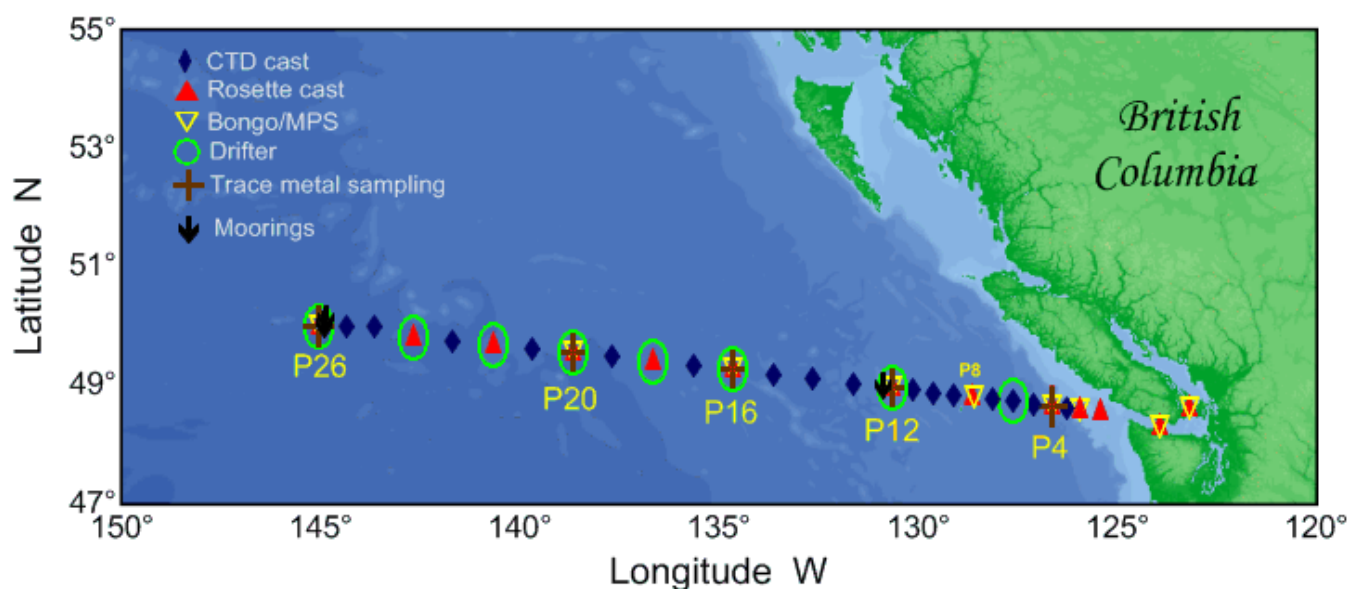 55°
53°
51°
49°
47°
Latitude N
CTD cast
Rosette cast
Bongo/MPS
Drifter
Trace metal sampling
Moorings
British
Columbia
P26
P20
P16
P12
P8
P4
150°
145°
140°
135°
130°
125°
120°
Longitude W